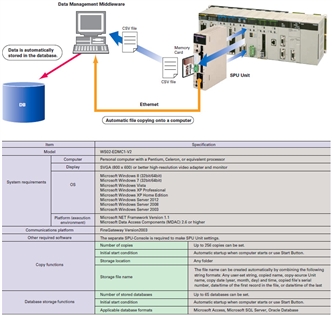 Data Management Middleware
CSV file
Data is automatically
stored in the database.
CSV file
Memory
Card
SPU Unit
DB
Ethernet
Automatic file copying onto a computer
Item
Specification
Model
WS02-EDMC1-V2
System requirements
Computer
Personal computer with a Pentium, Celeron, or equivalent processor
Display
SVGA (800 x 600) or better high-resolution video adapter and monitor
OS
Microsoft Windows 8 (32bit/64bit)
Microsoft Windows 7 (32bit/64bit)
Microsoft Windows Vista
Microsoft Windows XP Professional
Microsoft Windows XP Home Edition
Microsoft Windows Server 2012
Microsoft Windows Server 2008
Microsoft Windows Server 2003
Platform (execution
environment)
Microsoft NET Framework Version 1.1
Microsoft Data Access Components (MDAC) 2.6 or higher
Communications platform
FinsGateway Version2003
Other required software
The separate SPU-Console is required to make SPU Unit settings.
Copy functions
Number of copies
Up to 250 copies can be set.
Initial start condition
Automatic startup when computer starts or use Start Button.
Storage location
Any folder
Storage file name
The file name can be created automatically by combining the following
string formats: Any user-set string, copied name, copy source Unit
name, copy date (year, month, day) and time, copied file's serial
number, date/time of the first record in the file, or date/time of the last
Database storage functions
Number of stored databases
Up to 65 databases can be set.
Initial start condition
Automatic startup when computer starts or use Start Button.
Applicable database formats
Microsoft Access, Microsoft SQL Server, Oracle Database